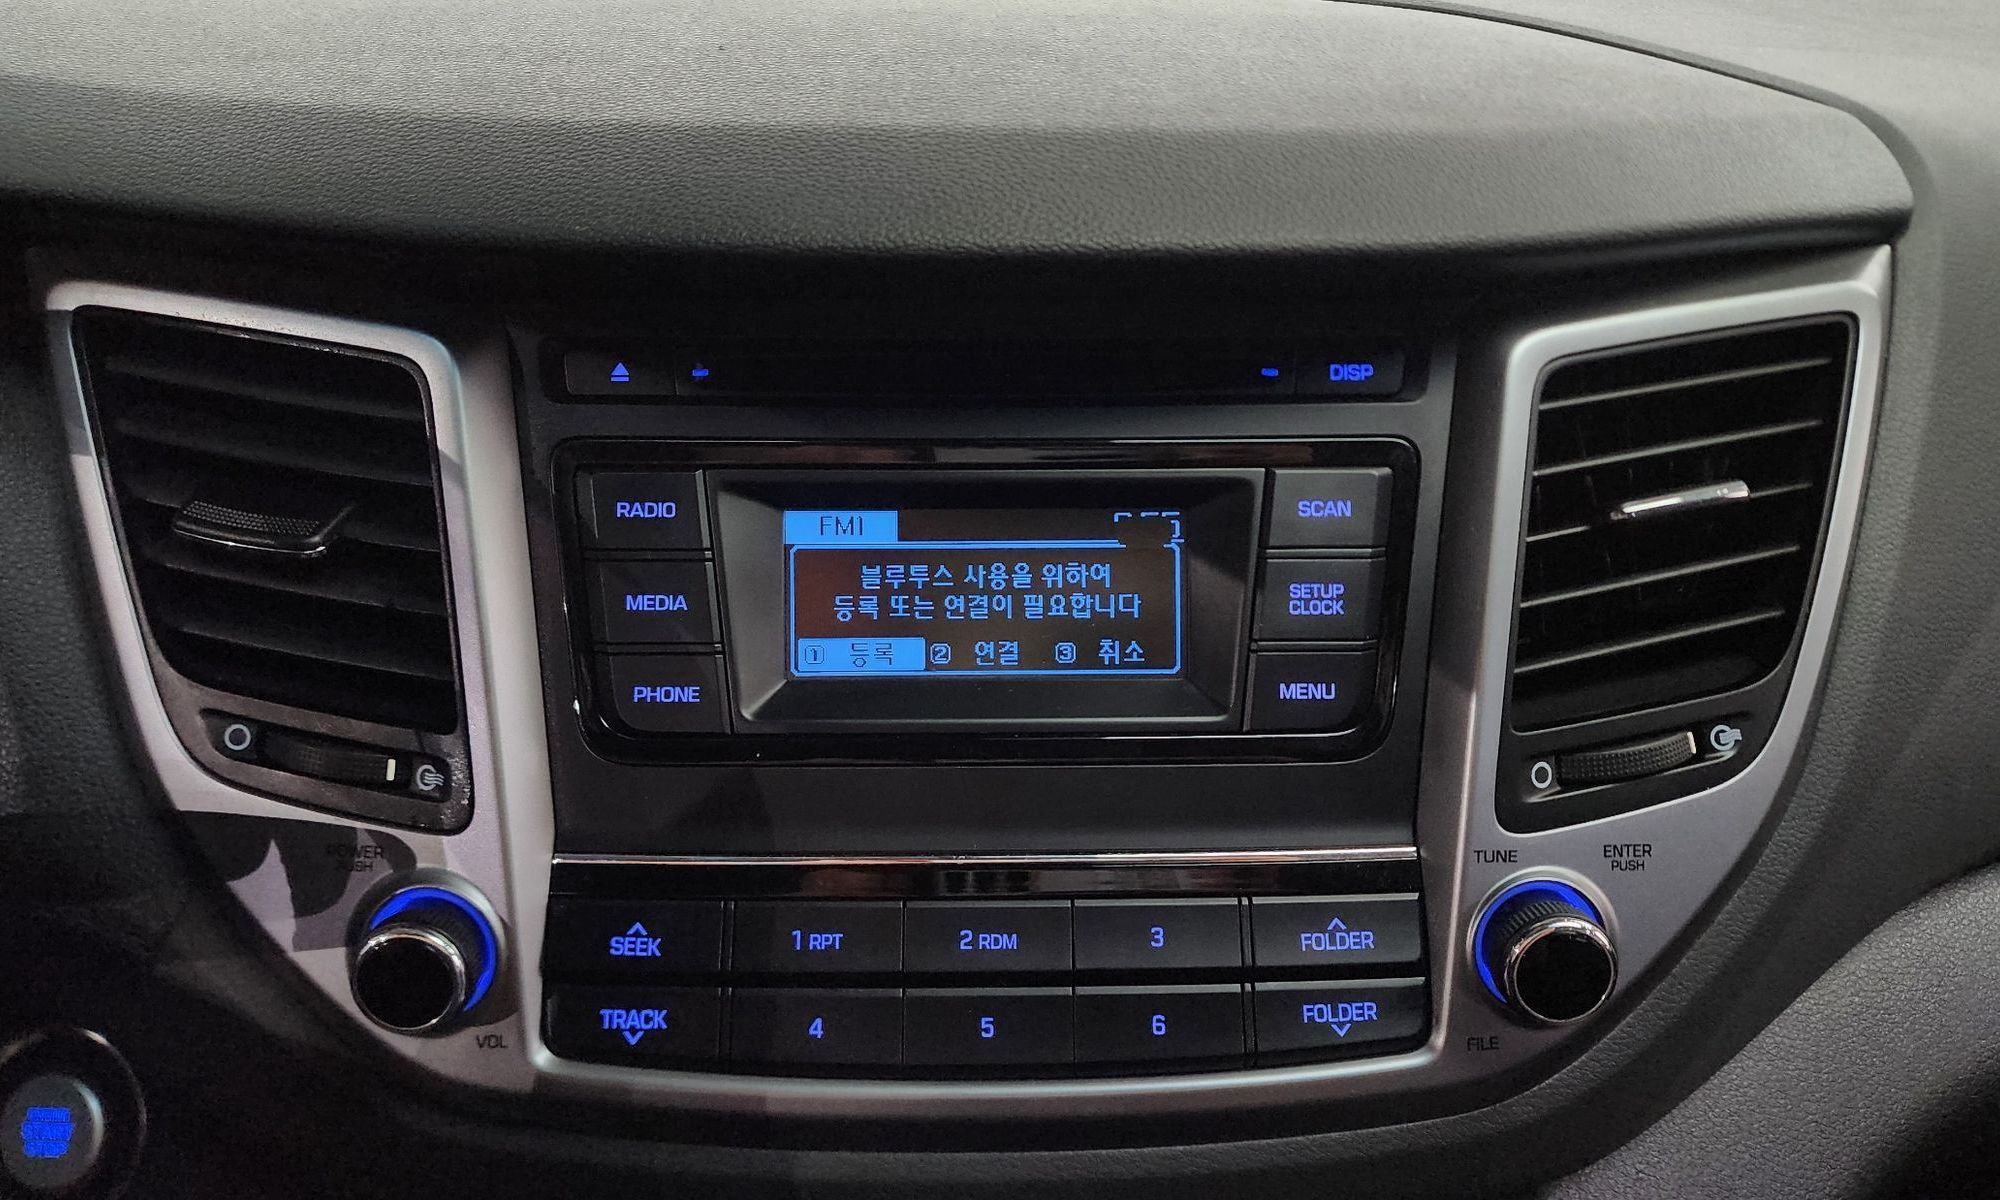 DISP
RADIO
SCAN
FM1
블루투스 사용을 위하여
등록 또는 연결이 필요합니다
1 등록 2 연결 3 취소
MEDIA
SETUP
CLOCK
PHONE
MENU
POWER
PUSH
TUNE
ENTER
PUSH
SEEK
1 RPT
2 RDM
3
FOLDER
TRACK
4
5
6
FOLDER
VOL
FILE
START
STOP